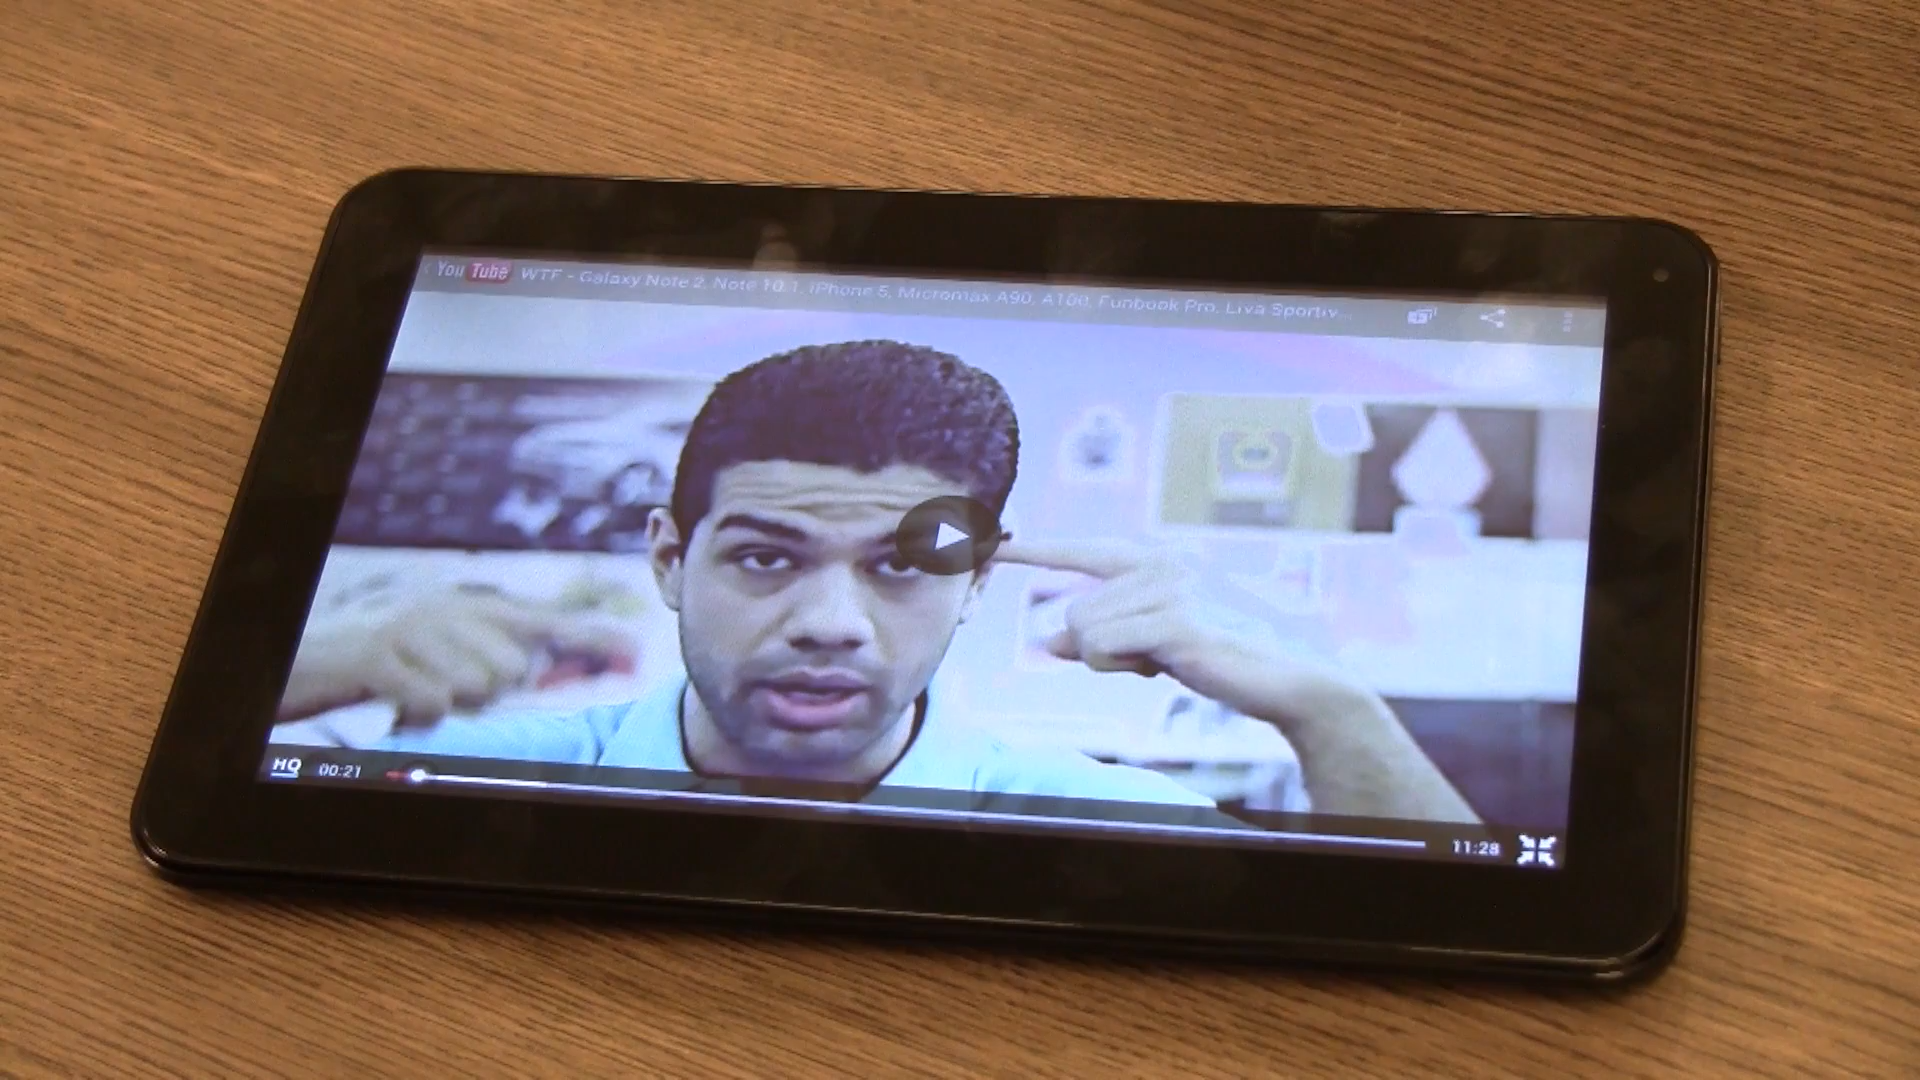 YouTube WTF - Galaxy Note 2, Note 10.1, iPhone 5, Micromax A90, A100, Funbook Pro, Liva Sportiv...
HQ 00:21 11:28